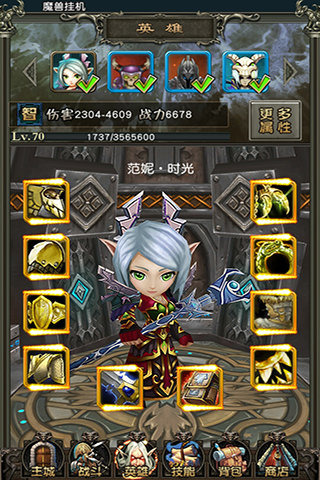 魔兽挂机
英雄
智 伤害2304-4609 战力6678
更多属性
Lv.70 1737/3565600
范妮·时光
主城 战斗 英雄 技能 背包 商店